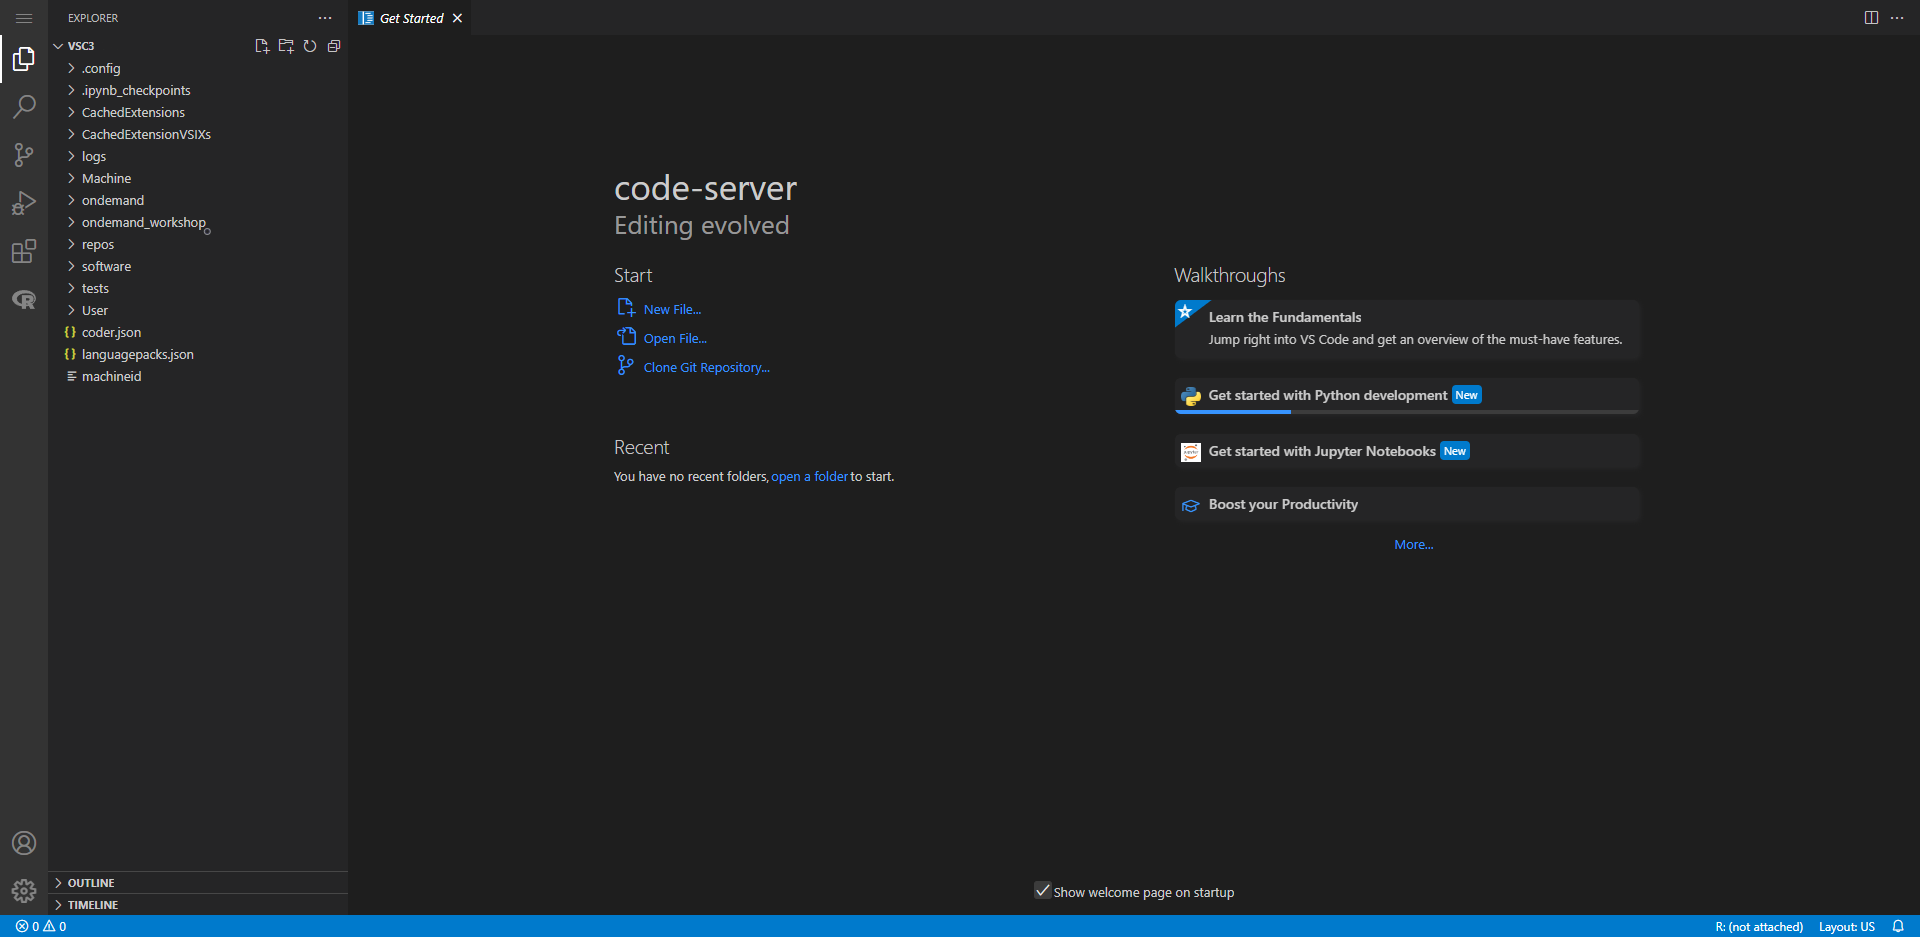 EXPLORER
VSC3
.config
.ipynb_checkpoints
CachedExtensions
CachedExtensionVSIXs
logs
Machine
ondemand
ondemand_workshop
repos
software
tests
User
{} coder.json
{} languagepacks.json
machineid
OUTLINE
TIMELINE
Get Started
code-server
Editing evolved
Start
New File...
Open File...
Clone Git Repository...
Recent
You have no recent folders, open a folder to start.
Walkthroughs
Learn the Fundamentals
Jump right into VS Code and get an overview of the must-have features.
Get started with Python development New
Get started with Jupyter Notebooks New
Boost your Productivity
More...
Show welcome page on startup
0 0
R: (not attached) Layout: US